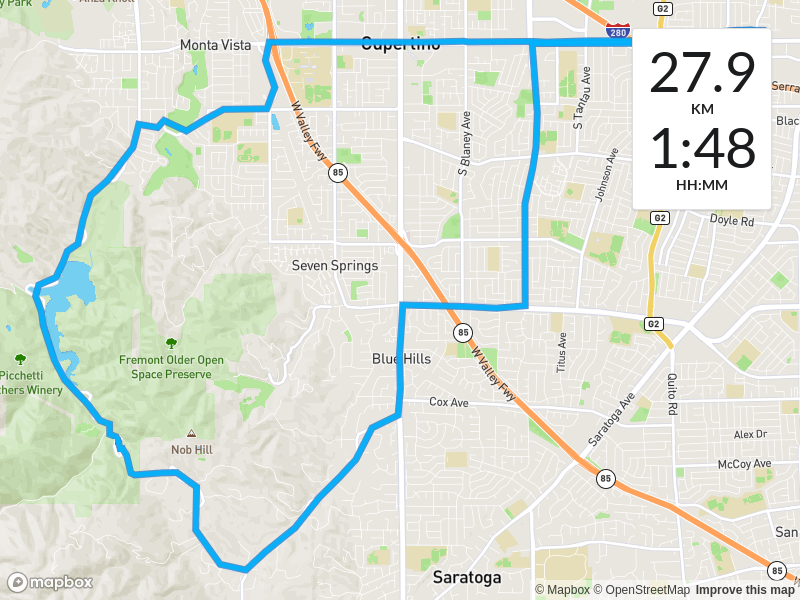 Monta Vista
Cupertino
G2
280
27.9
KM
1:48
HH:MM
S Tantau Ave
Serra
Blac
W Valley Fwy
S Blaney Ave
85
Johnson Ave
G2
Doyle Rd
Seven Springs
G2
85
Blue Hills
W Valley Fwy
Titus Ave
Fremont Older Open
Space Preserve
Picchetti
thers Winery
Quito Rd
Cox Ave
Saratoga Ave
Nob Hill
Alex Dr
McCoy Ave
85
San
85
Saratoga
mapbox
© Mapbox © OpenStreetMap Improve this map